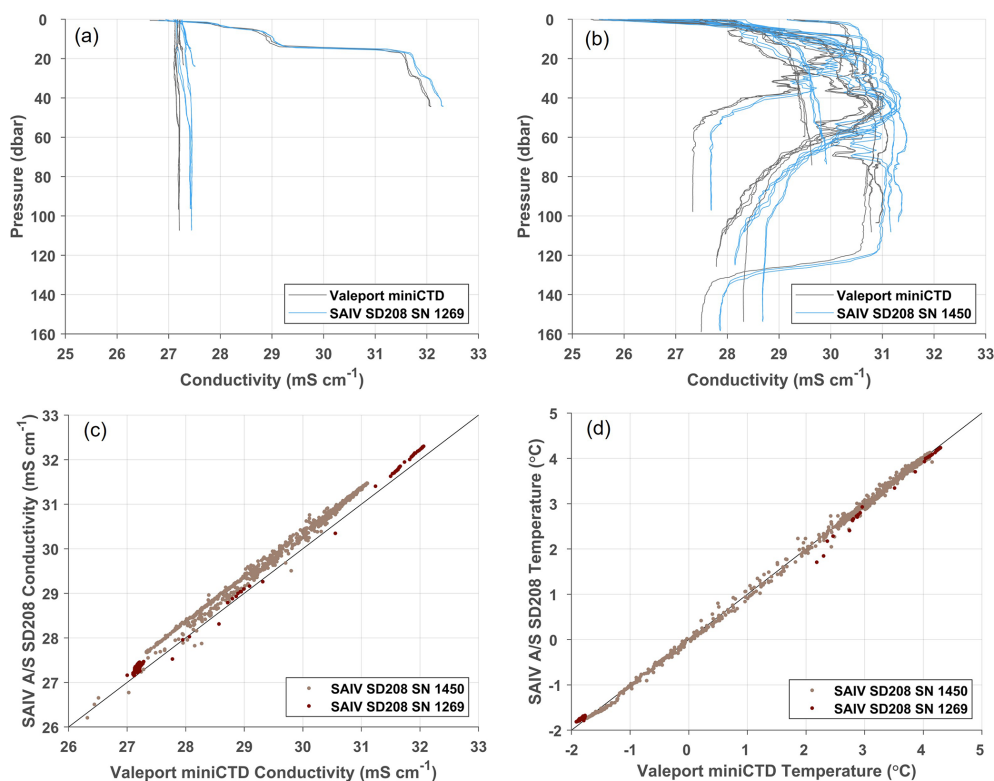 (a)
0
20
40
60
80
100
120
140
160
Pressure (dbar)
Valeport miniCTD
SAIV SD208 SN 1269
25 26 27 28 29 30 31 32 33
Conductivity (mS cm⁻¹)
(b)
0
20
40
60
80
100
120
140
160
Pressure (dbar)
Valeport miniCTD
SAIV SD208 SN 1450
25 26 27 28 29 30 31 32 33
Conductivity (mS cm⁻¹)
(c)
33
32
31
30
29
28
27
26
SAIV A/S SD208 Conductivity (mS cm⁻¹)
SAIV SD208 SN 1450
SAIV SD208 SN 1269
26 27 28 29 30 31 32 33
Valeport miniCTD Conductivity (mS cm⁻¹)
(d)
5
4
3
2
1
0
-1
-2
SAIV A/S SD208 Temperature (°C)
SAIV SD208 SN 1450
SAIV SD208 SN 1269
-2 -1 0 1 2 3 4 5
Valeport miniCTD Temperature (°C)